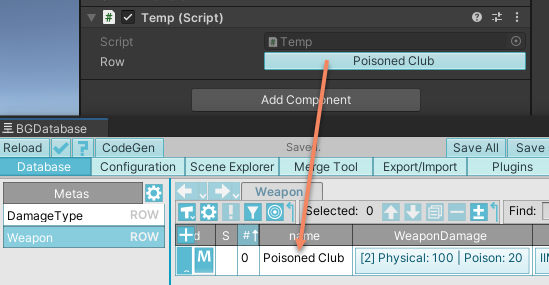 Temp (Script)
Script Temp
Row Poisoned Club
Add Component
BGDatabase
Reload CodeGen Saved. Save All Save
Database Configuration Scene Explorer Merge Tool Export/Import Plugins
Metas Weapon
DamageType ROW Selected: 0 Find:
Weapon ROW d S # name WeaponDamage
M 0 Poisoned Club [2] Physical: 100 | Poison: 20